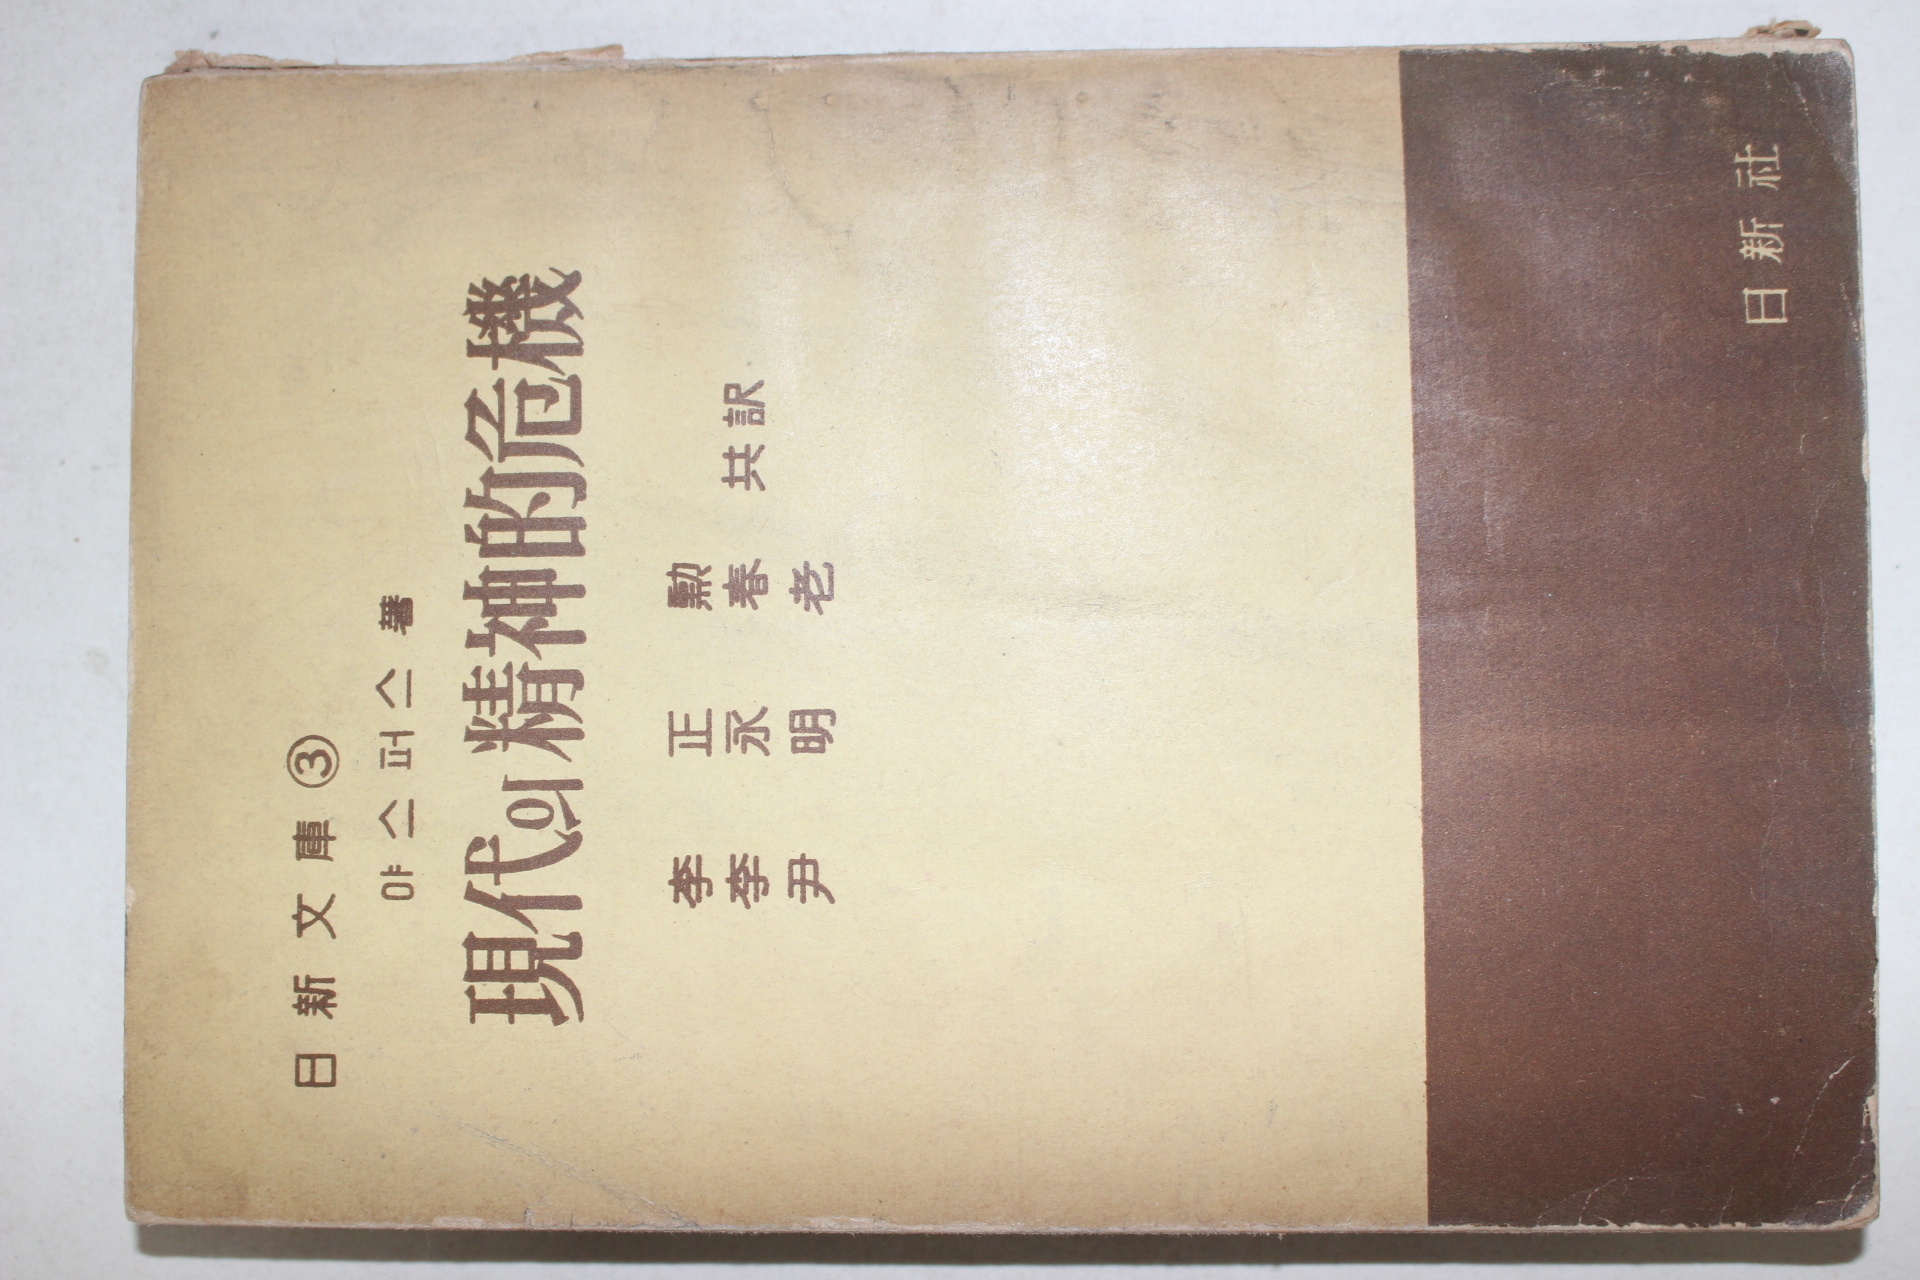 日新文庫③
야스퍼스 著
現代의 精神的 危機
李正勳
李永春 共訳
尹明老
日新社